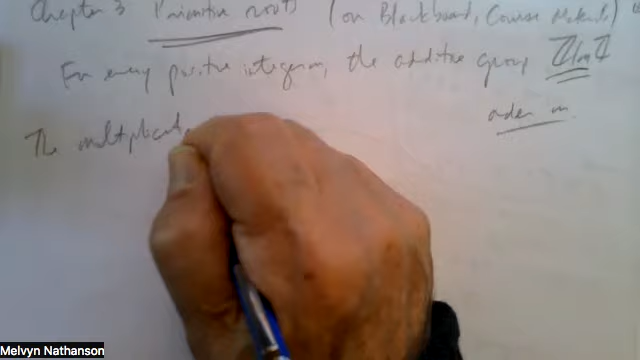 Chapter 3 Primitive roots (on Blackboard, Course Materials)
For every positive integer m, the additive group ℤ/mℤ
order m.
The multiplicat
Melvyn Nathanson